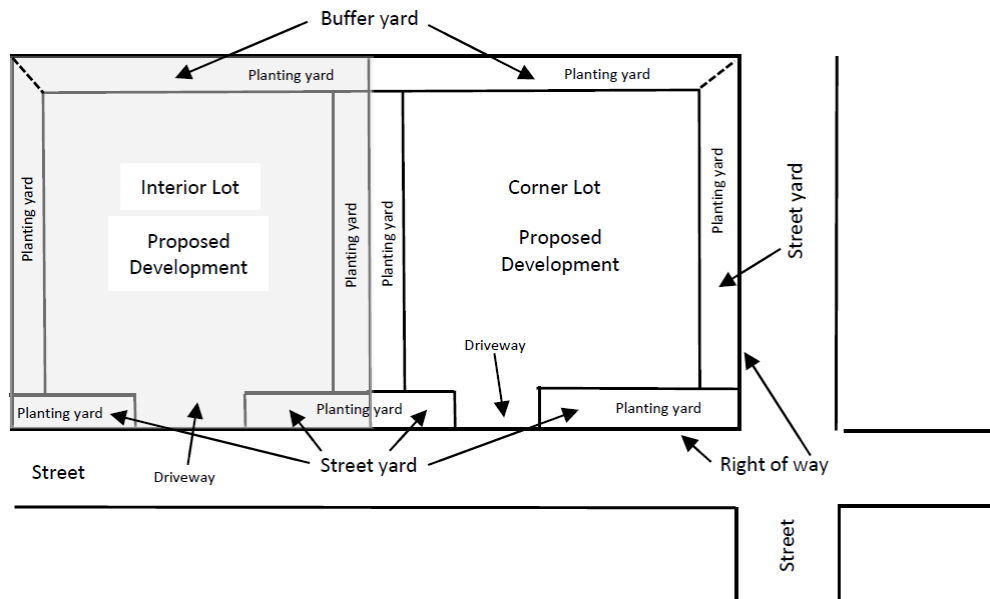 Buffer yard
Planting yard
Planting yard
Planting yard
Interior Lot
Proposed
Development
Planting yard
Planting yard
Corner Lot
Proposed
Development
Planting yard
Street yard
Driveway
Planting yard
Planting yard
Planting yard
Street
Driveway
Street yard
Right of way
Street